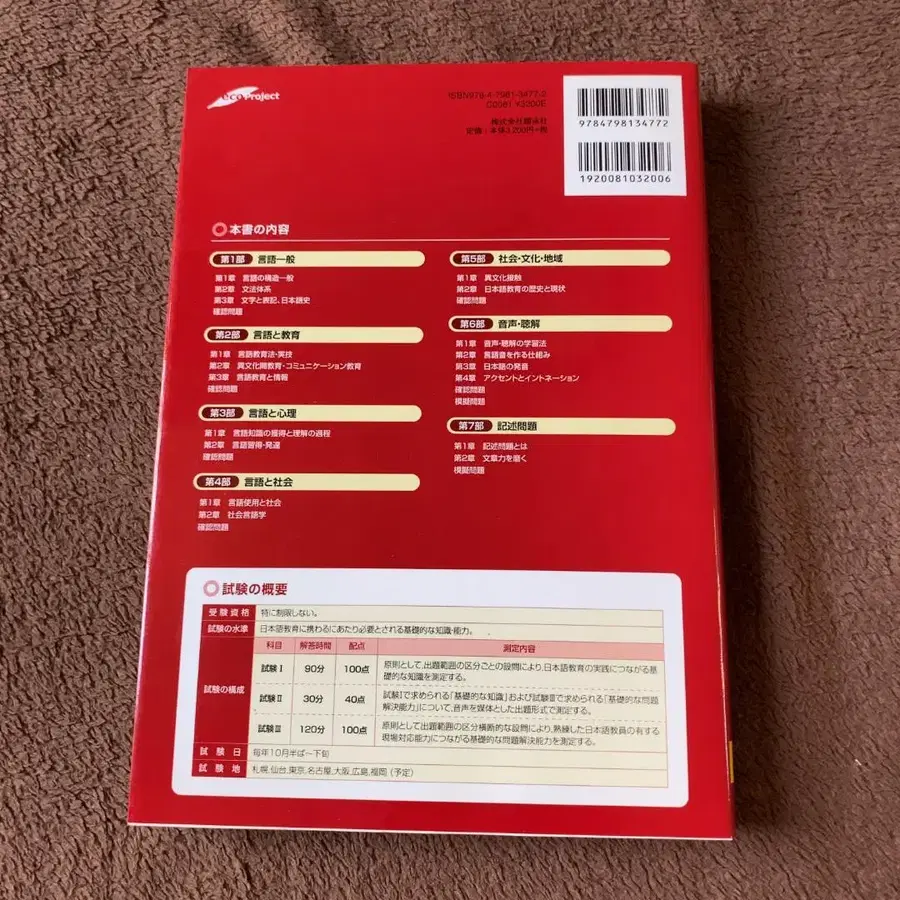 eco Project
ISBN978-4-7981-3477-2
C0081 ¥3200E
株式会社翔泳社
定価：本体3,200円+税
9784798134772
1920081032006
本書の内容
第1部 言語一般
第1章 言語の構造一般
第2章 文法体系
第3章 文字と表記、日本語史
確認問題
第2部 言語と教育
第1章 言語教育法・実技
第2章 異文化間教育・コミュニケーション教育
第3章 言語教育と情報
確認問題
第3部 言語と心理
第1章 言語知識の獲得と理解の過程
第2章 言語習得・発達
確認問題
第4部 言語と社会
第1章 言語使用と社会
第2章 社会言語学
確認問題
第5部 社会・文化・地域
第1章 異文化接触
第2章 日本語教育の歴史と現状
確認問題
第6部 音声・聴解
第1章 音声・聴解の学習法
第2章 言語音を作る仕組み
第3章 日本語の発音
第4章 アクセントとイントネーション
確認問題
模擬問題
第7部 記述問題
第1章 記述問題とは
第2章 文章力を磨く
模擬問題
試験の概要
受験資格 特に制限しない。
試験の水準 日本語教育に携わるにあたり必要とされる基礎的な知識・能力。
試験の構成
科目 解答時間 配点 測定内容
試験Ⅰ 90分 100点 原則として、出題範囲の区分ごとの設問により、日本語教育の実践につながる基
礎的な知識を測定する。
試験Ⅱ 30分 40点 試験Ⅰで求められる「基礎的な知識」および試験Ⅲで求められる「基礎的な問題
解決能力」について、音声を媒体とした出題形式で測定する。
試験Ⅲ 120分 100点 原則として出題範囲の区分横断的な設問により、熟練した日本語教員の有する
現場対応能力につながる基礎的な問題解決能力を測定する。
試験日 毎年10月半ば〜下旬
試験地 札幌、仙台、東京、名古屋、大阪、広島、福岡（予定）